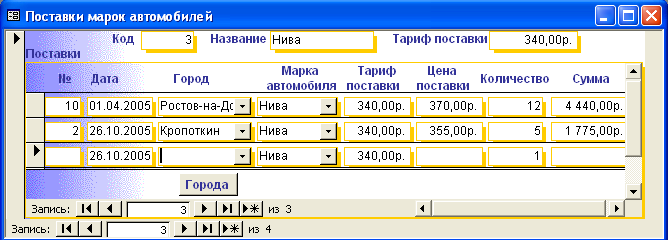 Поставки марок автомобилей
Код 3 Название Нива Тариф поставки 340,00р.
Поставки
№ Дата Город Марка автомобиля Тариф поставки Цена поставки Количество Сумма
10 01.04.2005 Ростов-на-До Нива 340,00р. 370,00р. 12 4 440,00р.
2 26.10.2005 Кропоткин Нива 340,00р. 355,00р. 5 1 775,00р.
26.10.2005 Нива 340,00р. 1
Города
Запись: 3 из 3
Запись: 3 из 4